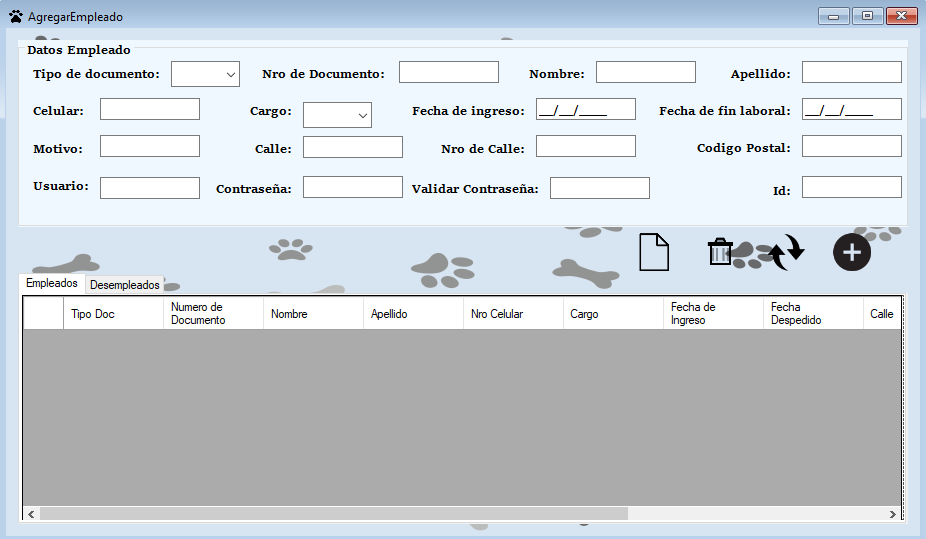 AgregarEmpleado
Datos Empleado
Tipo de documento: Nro de Documento: Nombre: Apellido:
Celular: Cargo: Fecha de ingreso: __/__/____ Fecha de fin laboral: __/__/____
Motivo: Calle: Nro de Calle: Codigo Postal:
Usuario: Contraseña: Validar Contraseña: Id:
Empleados Desempleados
Tipo Doc Numero de Documento Nombre Apellido Nro Celular Cargo Fecha de Ingreso Fecha Despedido Calle